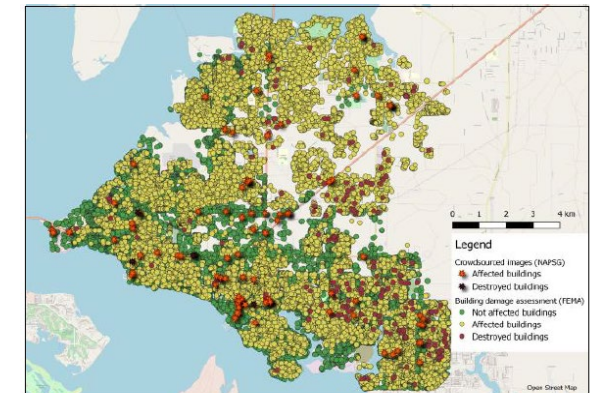 0 1 2 3 4 km
Legend
Crowdsourced images (NAPSG)
Affected buildings
Destroyed buildings
Building damage assessment (FEMA)
Not affected buildings
Affected buildings
Destroyed buildings
Open Street Map